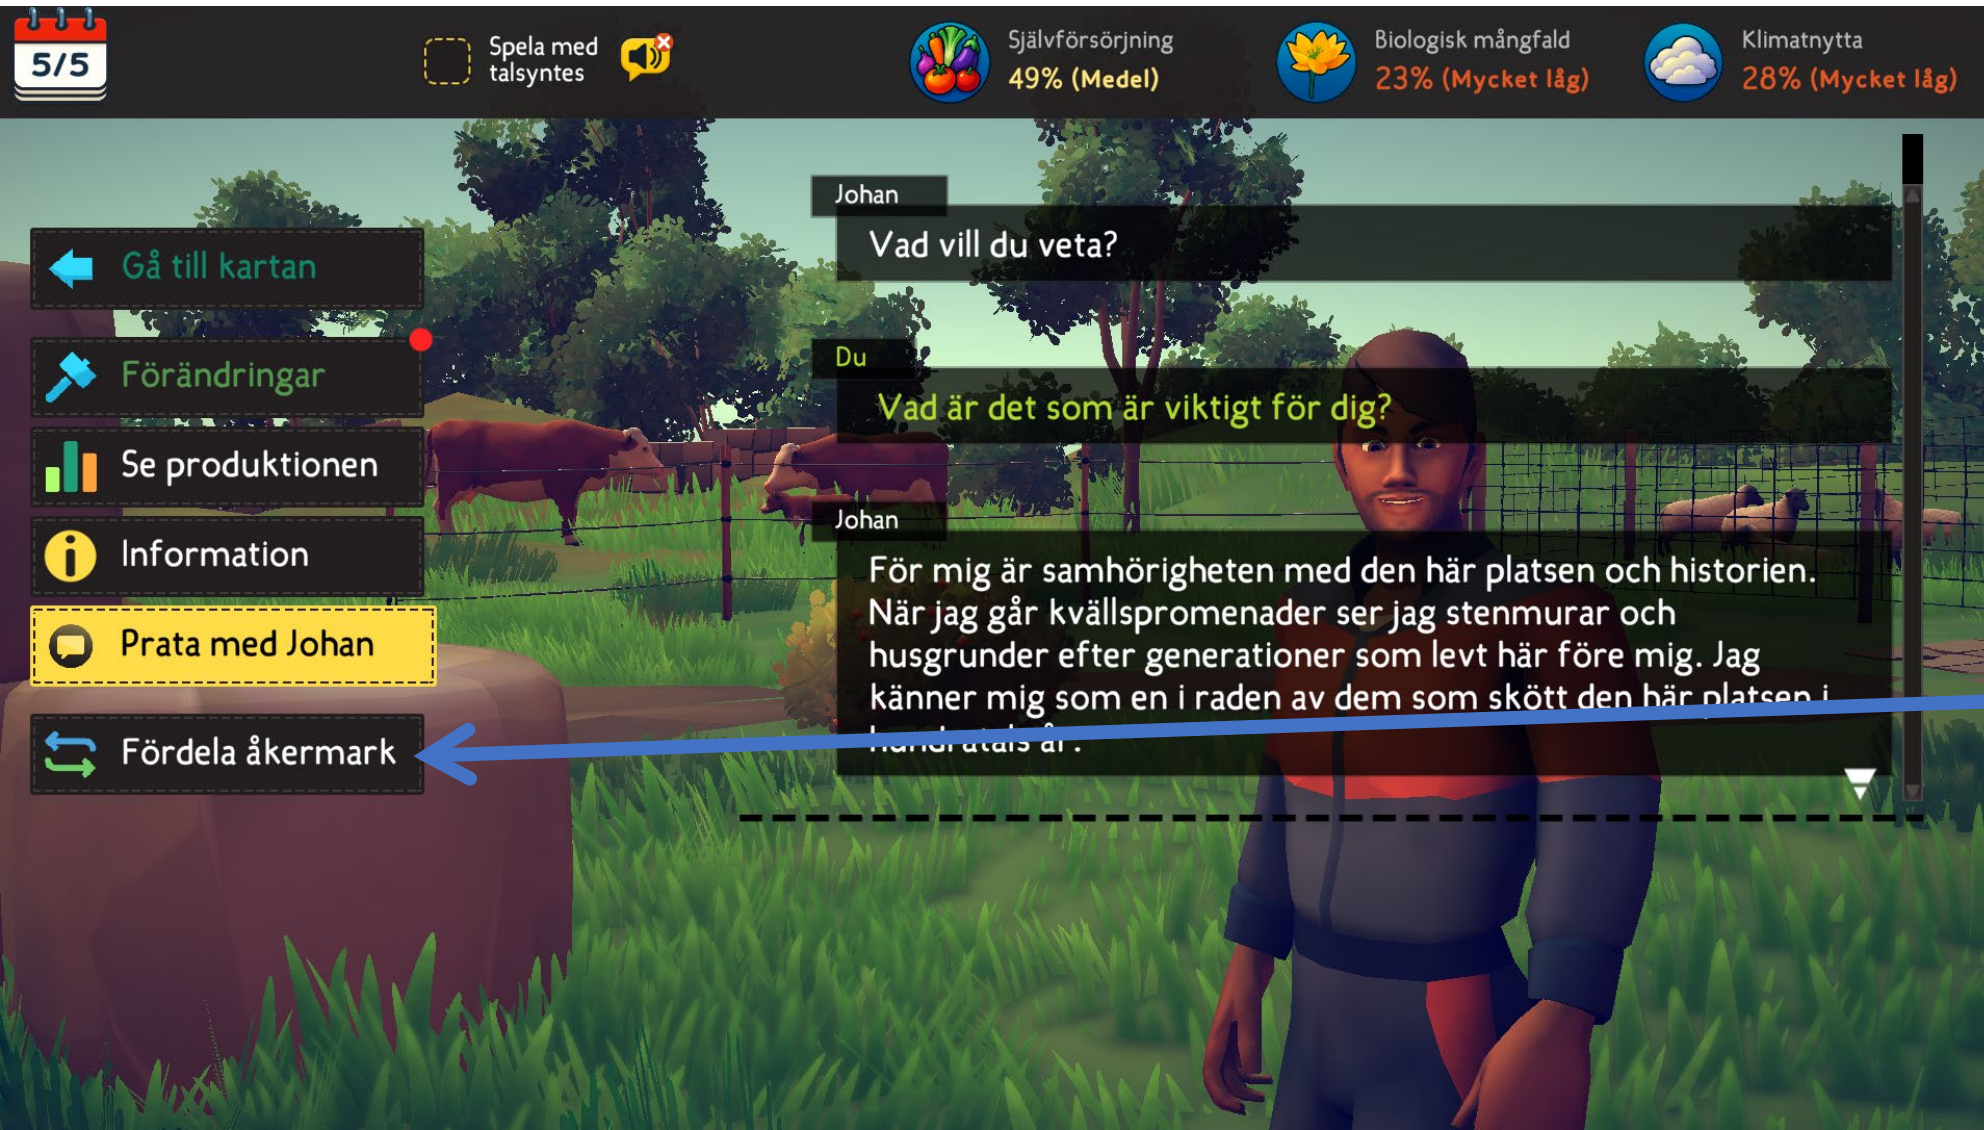 5/5
Spela med
talsyntes
Självförsörjning
49% (Medel)
Biologisk mångfald
23% (Mycket låg)
Klimatnytta
28% (Mycket låg)
Gå till kartan
Förändringar
Se produktionen
Information
Prata med Johan
Fördela åkermark
Johan
Vad vill du veta?
Du
Vad är det som är viktigt för dig?
Johan
För mig är samhörigheten med den här platsen och historien.
När jag går kvällspromenader ser jag stenmurar och
husgrunder efter generationer som levt här före mig. Jag
känner mig som en i raden av dem som skött den här platsen i
hundratals år.